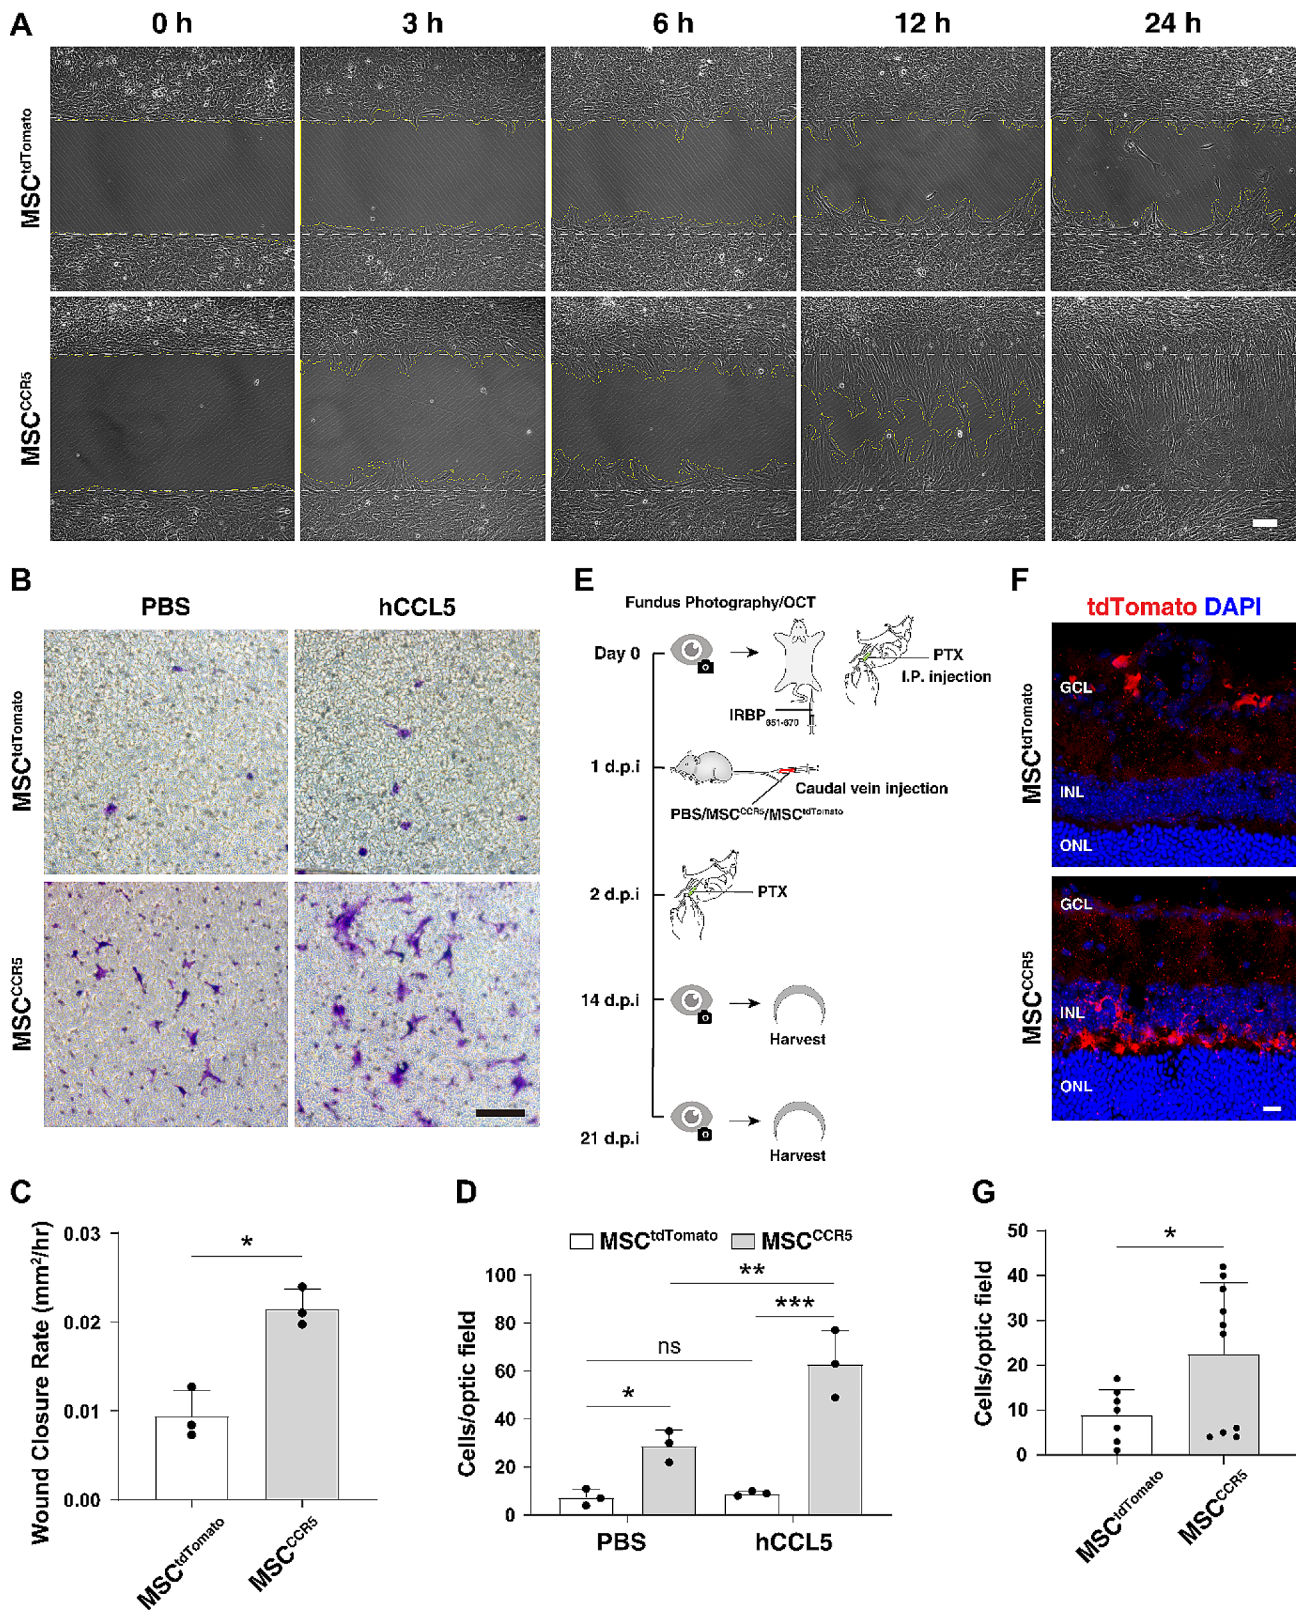 A
0 h
3 h
6 h
12 h
24 h
MSC^tdTomato
MSC^CCR5
B
PBS
hCCL5
MSC^tdTomato
MSC^CCR5
E
Fundus Photography/OCT
Day 0
PTX
I.P. injection
IRBP_651-670
1 d.p.i
Caudal vein injection
PBS/MSC^CCR5/MSC^tdTomato
2 d.p.i
PTX
14 d.p.i
Harvest
21 d.p.i
Harvest
F
tdTomato DAPI
MSC^tdTomato
GCL
INL
ONL
MSC^CCR5
GCL
INL
ONL
C
Wound Closure Rate (mm²/hr)
0.03
0.02
0.01
0.00
*
MSC^tdTomato
MSC^CCR5
D
MSC^tdTomato
MSC^CCR5
Cells/optic field
100
80
60
40
20
0
**
***
ns
*
PBS
hCCL5
G
Cells/optic field
50
40
30
20
10
0
*
MSC^tdTomato
MSC^CCR5